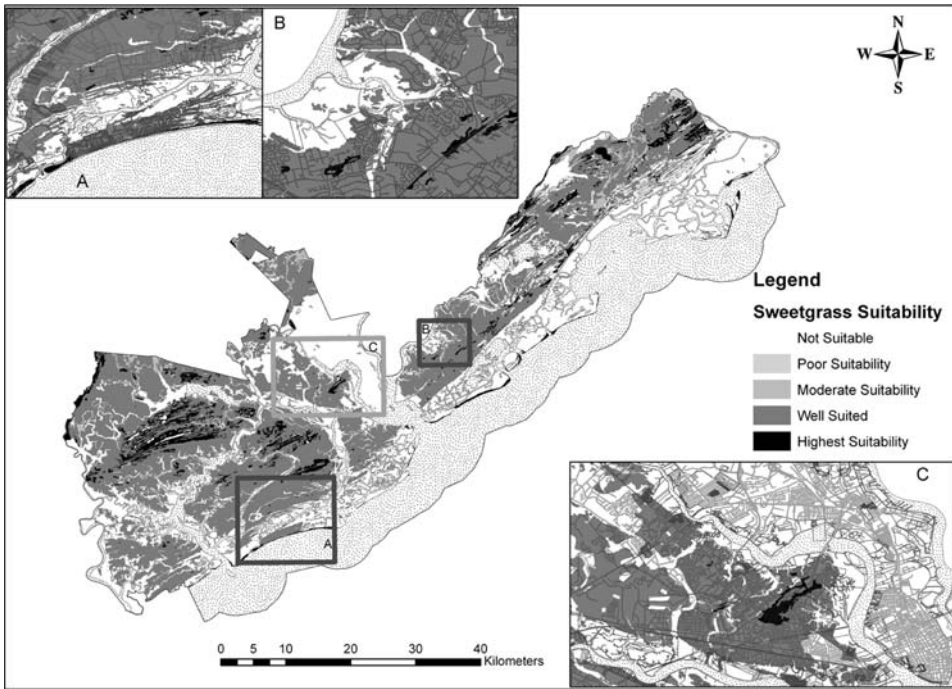 B
A
N
W E
S
B
C
A
Legend
Sweetgrass Suitability
Not Suitable
Poor Suitability
Moderate Suitability
Well Suited
Highest Suitability
C
0 5 10 20 30 40
Kilometers